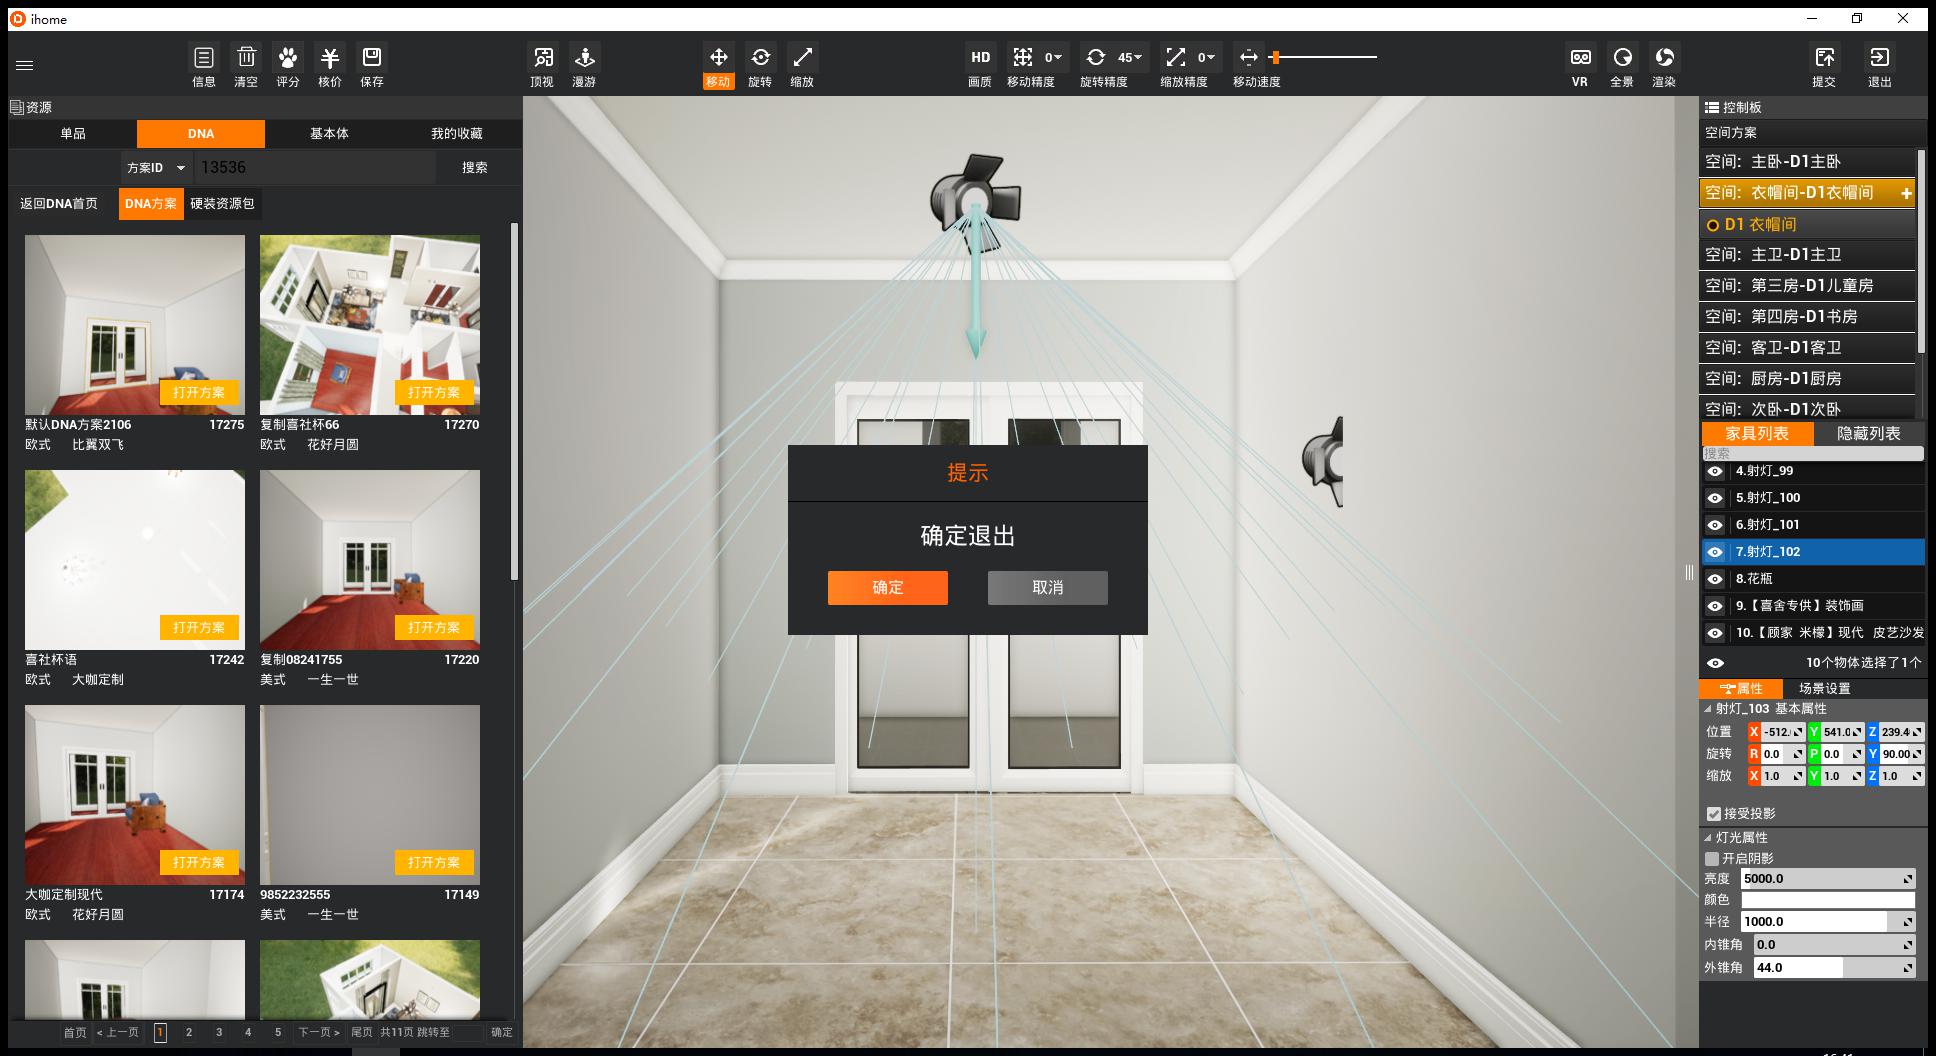 ihome
信息 清空 评分 核价 保存 顶视 漫游 移动 旋转 缩放 HD 画质 0 移动精度 45 旋转精度 0 缩放精度 移动速度 VR 全景 渲染 提交 退出
资源
单品 DNA 基本体 我的收藏
方案ID 13536 搜索
返回DNA首页 DNA方案 硬装资源包
打开方案 打开方案
默认DNA方案2106 17275 复制喜社杯66 17270
欧式 比翼双飞 欧式 花好月圆
打开方案 打开方案
喜社杯语 17242 复制08241755 17220
欧式 大咖定制 美式 一生一世
打开方案 打开方案
大咖定制现代 17174 9852232555 17149
欧式 花好月圆 美式 一生一世
首页 < 上一页 1 2 3 4 5 下一页 > 尾页 共11页 跳转至 确定
提示
确定退出
确定 取消
控制板
空间方案
空间：主卧-D1主卧
空间：衣帽间-D1衣帽间 +
D1 衣帽间
空间：主卫-D1主卫
空间：第三房-D1儿童房
空间：第四房-D1书房
空间：客卫-D1客卫
空间：厨房-D1厨房
空间：次卧-D1次卧
家具列表 隐藏列表
搜索
4.射灯_99
5.射灯_100
6.射灯_101
7.射灯_102
8.花瓶
9.【喜舍专供】装饰画
10.【顾家 米檬】现代 皮艺沙发
10个物体选择了1个
属性 场景设置
射灯_103 基本属性
位置 X -512. Y 541.0 Z 239.4
旋转 R 0.0 P 0.0 Y 90.00
缩放 X 1.0 Y 1.0 Z 1.0
接受投影
灯光属性
开启阴影
亮度 5000.0
颜色
半径 1000.0
内锥角 0.0
外锥角 44.0